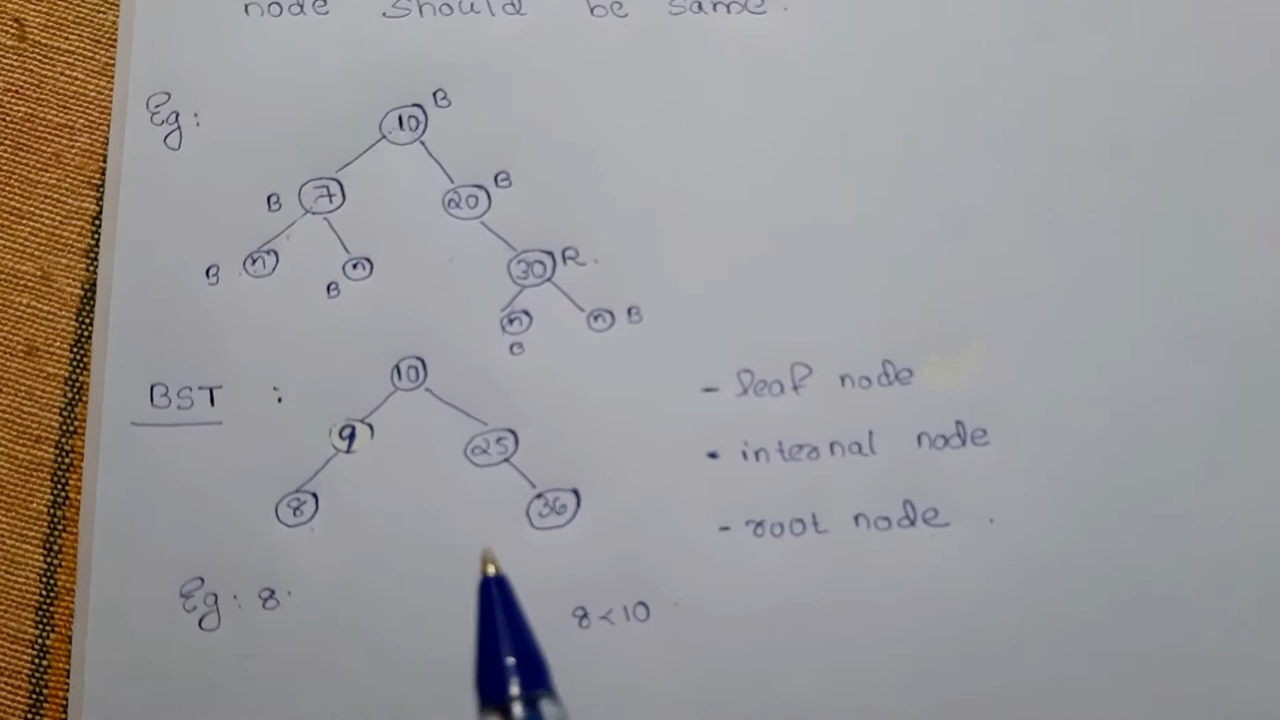 node should be same.
Eg:
10 B
B 7
20 B
B n
n B
30 R.
n B
n B
BST :
10
9
25
8
36
- leaf node
- internal node
- root node .
Eg: 8.
8<10